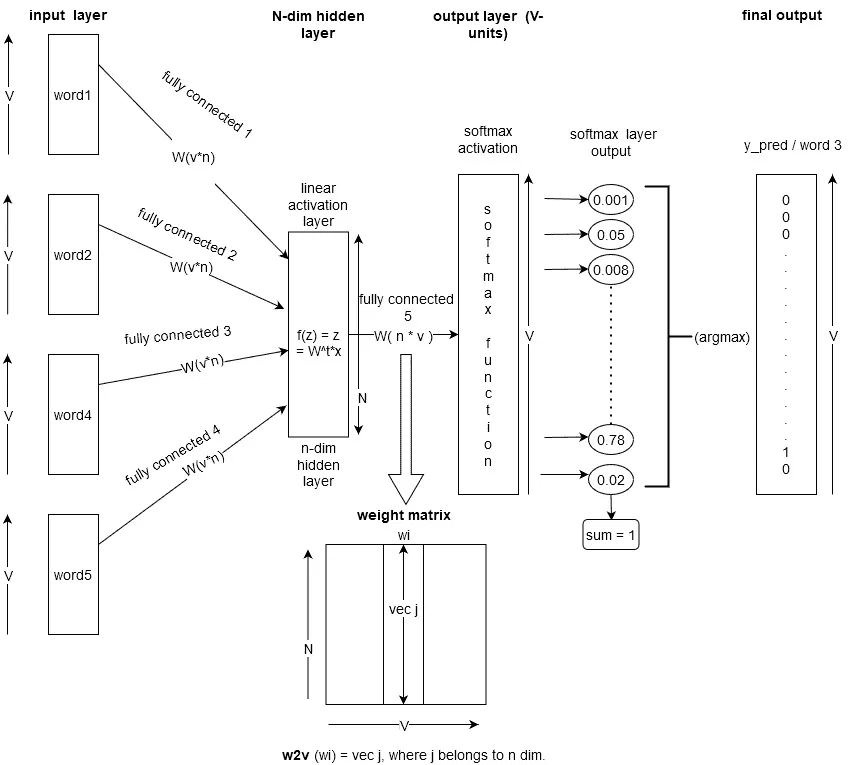 input layer
N-dim hidden
layer
output layer (V-
units)
final output
word1
V
fully connected 1
W(v*n)
word2
V
fully connected 2
W(v*n)
word4
V
fully connected 3
W(v*n)
word5
V
fully connected 4
W(v*n)
linear
activation
layer
f(z) = z
= W^t*x
N
n-dim
hidden
layer
fully connected
5
W( n * v )
softmax
activation
s
o
f
t
m
a
x
f
u
n
c
t
i
o
n
V
softmax layer
output
0.001
0.05
0.008
0.78
0.02
sum = 1
(argmax)
y_pred / word 3
0
0
0
.
.
.
.
.
.
.
.
.
.
.
.
1
0
V
weight matrix
wi
vec j
N
V
w2v (wi) = vec j, where j belongs to n dim.